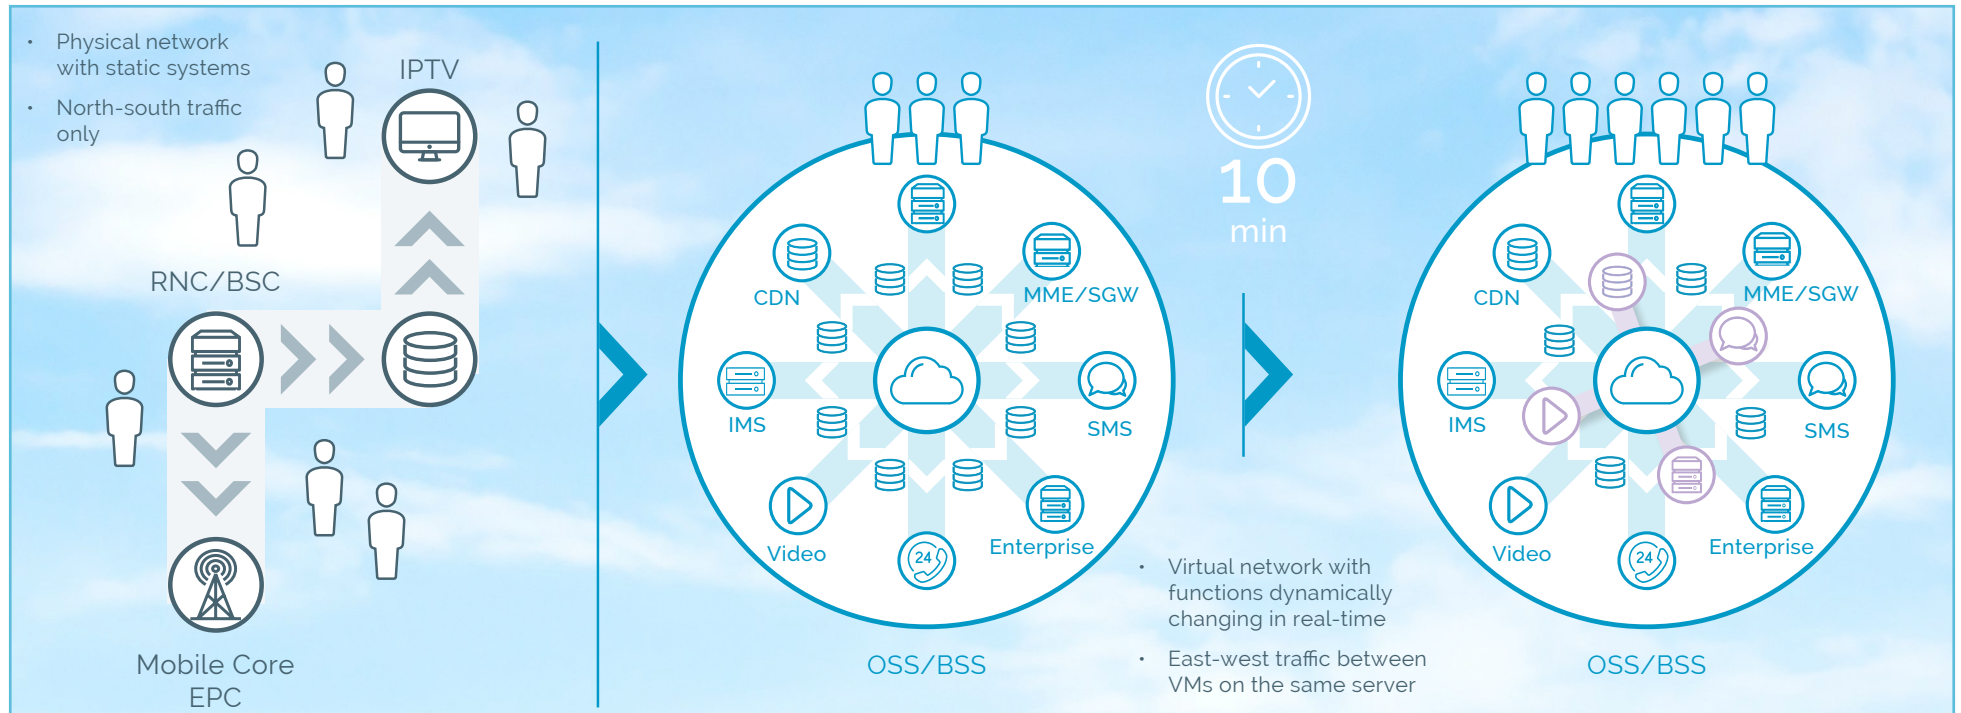 • Physical network
with static systems
• North-south traffic
only
IPTV
RNC/BSC
Mobile Core
EPC
CDN
MME/SGW
IMS
SMS
Video
Enterprise
24
OSS/BSS
10
min
• Virtual network with
functions dynamically
changing in real-time
• East-west traffic between
VMs on the same server
CDN
MME/SGW
IMS
SMS
Video
Enterprise
24
OSS/BSS